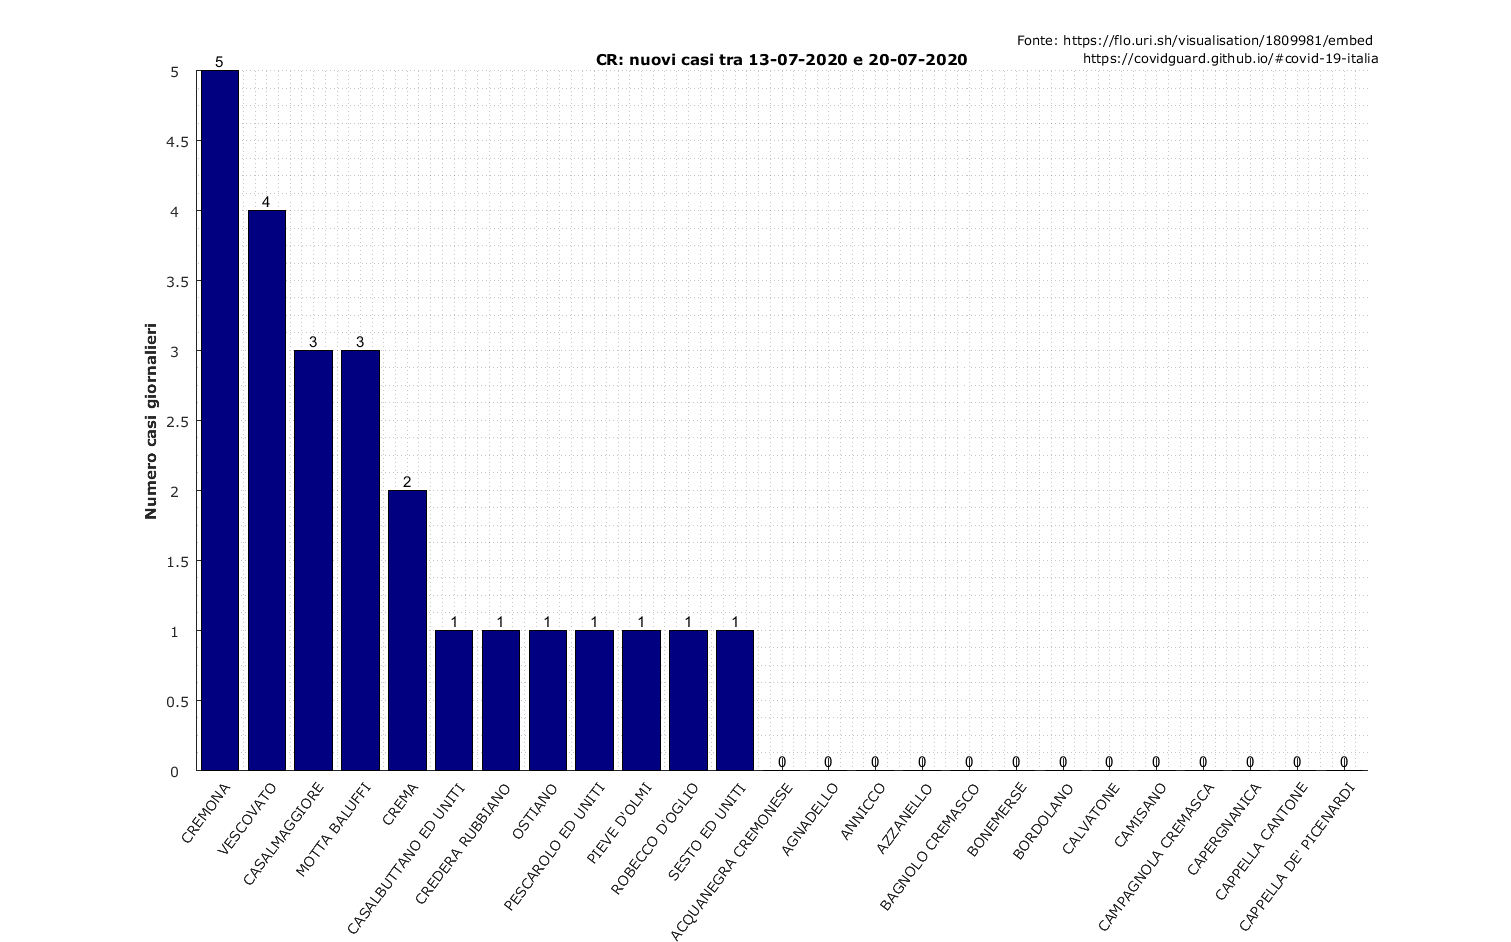 Fonte: https://flo.uri.sh/visualisation/1809981/embed
https://covidguard.github.io/#covid-19-italia
CR: nuovi casi tra 13-07-2020 e 20-07-2020
Numero casi giornalieri
5
4.5
4
3.5
3
2.5
2
1.5
1
0.5
0
5
4
3
3
2
1
1
1
1
1
1
1
0
0
0
0
0
0
0
0
0
0
0
0
0
CREMONA
VESCOVATO
CASALMAGGIORE
MOTTA BALUFFI
CREMA
CASALBUTTANO ED UNITI
CREDERA RUBBIANO
OSTIANO
PESCAROLO ED UNITI
PIEVE D'OLMI
ROBECCO D'OGLIO
SESTO ED UNITI
ACQUANEGRA CREMONESE
AGNADELLO
ANNICCO
AZZANELLO
BAGNOLO CREMASCO
BONEMERSE
BORDOLANO
CALVATONE
CAMISANO
CAMPAGNOLA CREMASCA
CAPERGNANICA
CAPPELLA CANTONE
CAPPELLA DE' PICENARDI